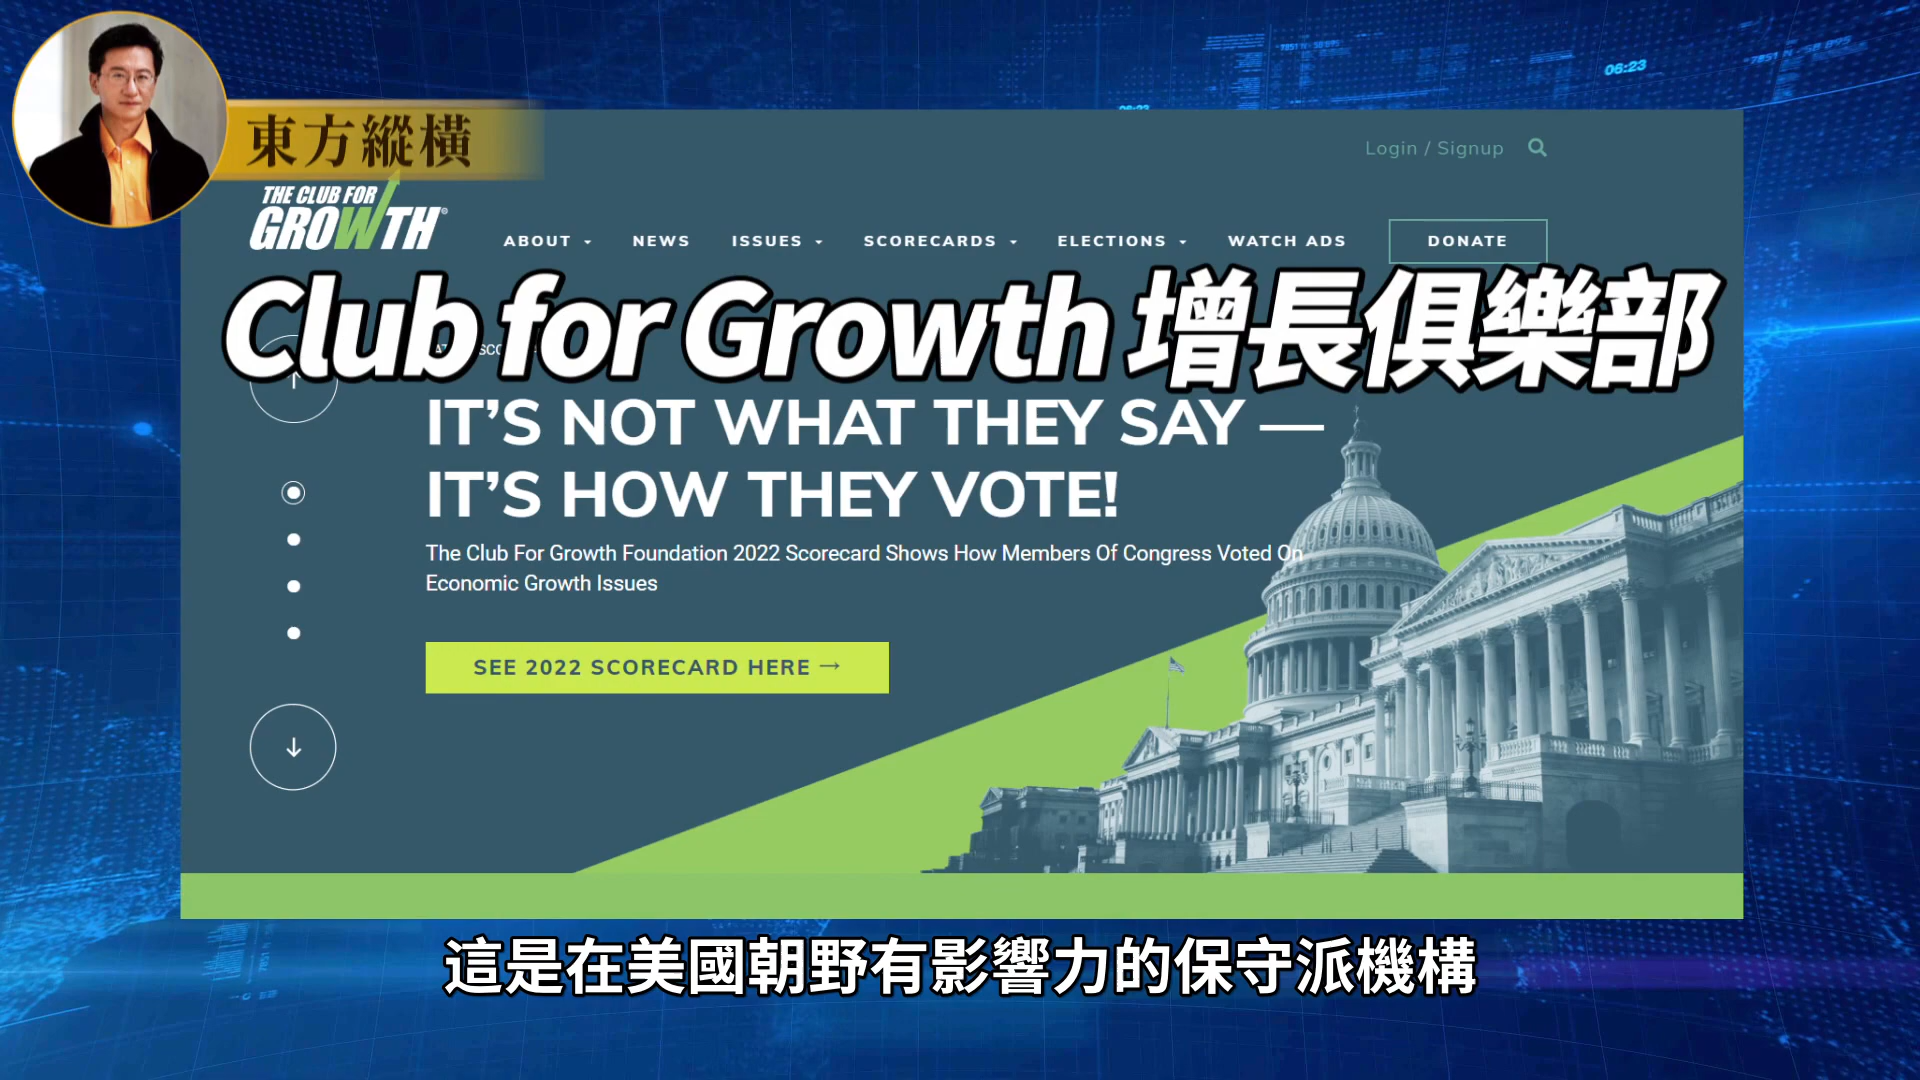 東方縱橫
06:23
Login / Signup
THE CLUB FOR
GROWTH
ABOUT
NEWS
ISSUES
SCORECARDS
ELECTIONS
WATCH ADS
DONATE
Club for Growth 增長俱樂部
IT’S NOT WHAT THEY SAY —
IT’S HOW THEY VOTE!
The Club For Growth Foundation 2022 Scorecard Shows How Members Of Congress Voted On
Economic Growth Issues
SEE 2022 SCORECARD HERE →
這是在美國朝野有影響力的保守派機構